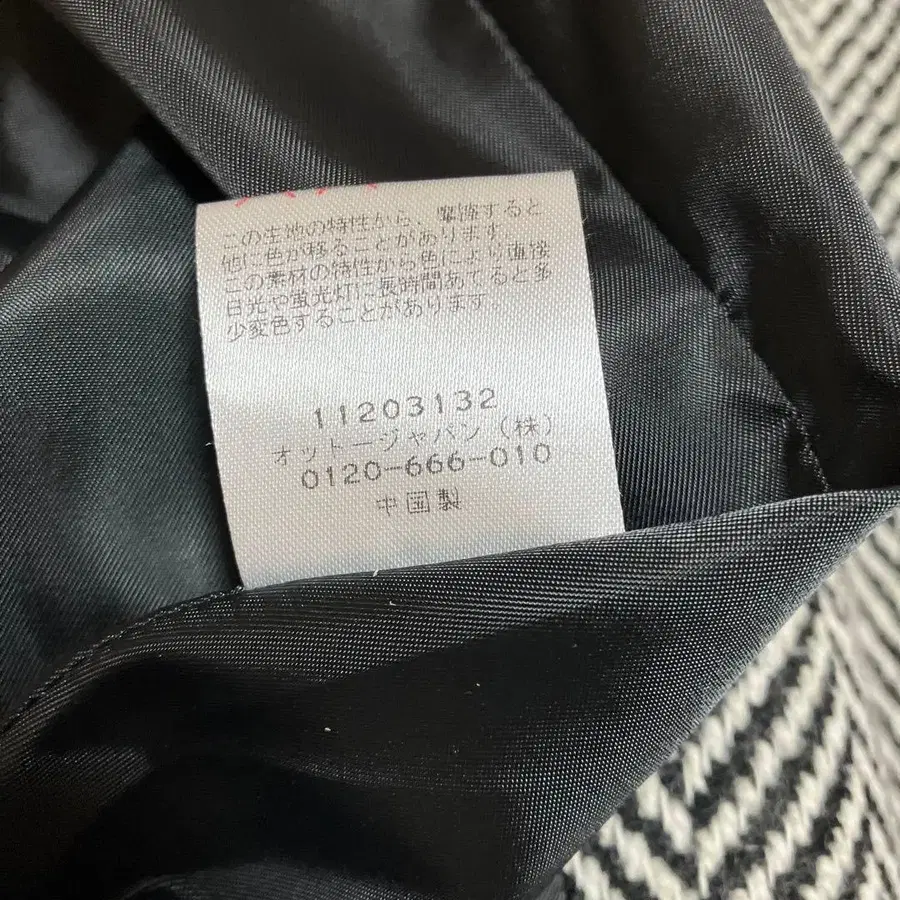 この生地の特性から、摩擦すると
他に色が移ることがあります。
この素材の特性から色により直接
日光や蛍光灯に長時間あてると多
少変色することがあります。
11203132
オットージャパン（株）
0120-666-010
中国製